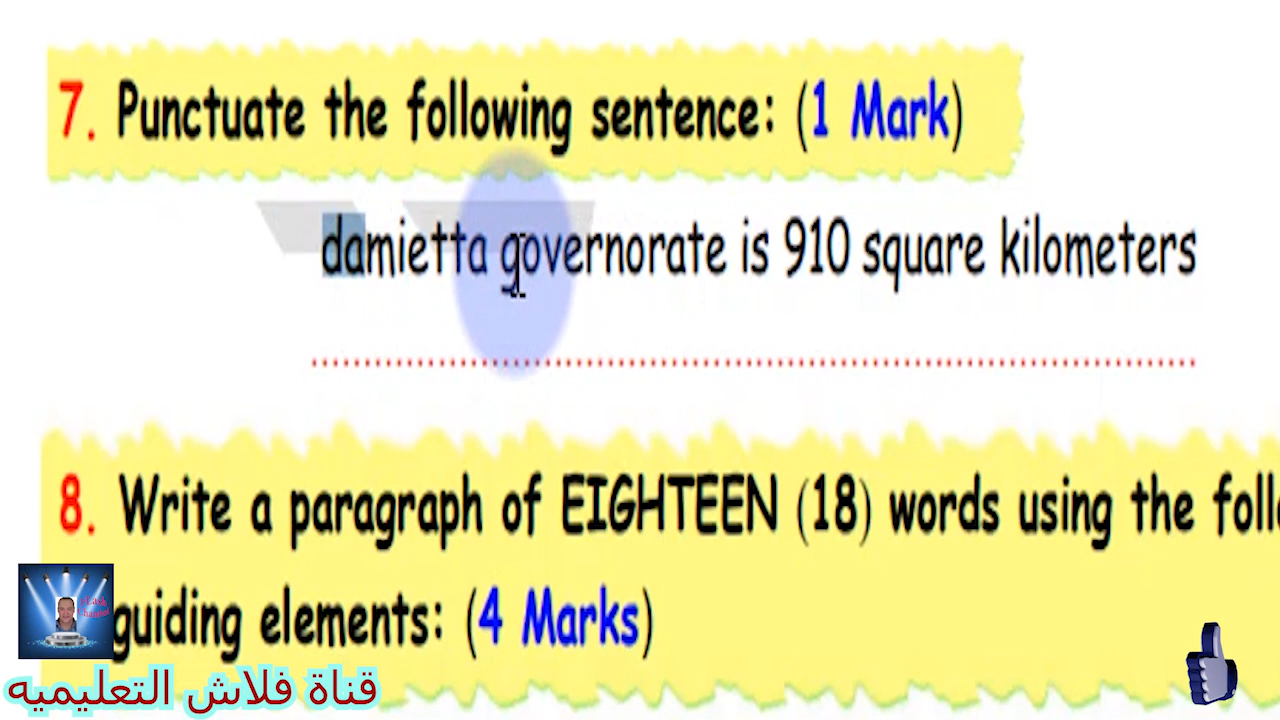 7. Punctuate the following sentence: (1 Mark)
damietta governorate is 910 square kilometers
8. Write a paragraph of EIGHTEEN (18) words using the
guiding elements: (4 Marks)
قناة فلاش التعليميه